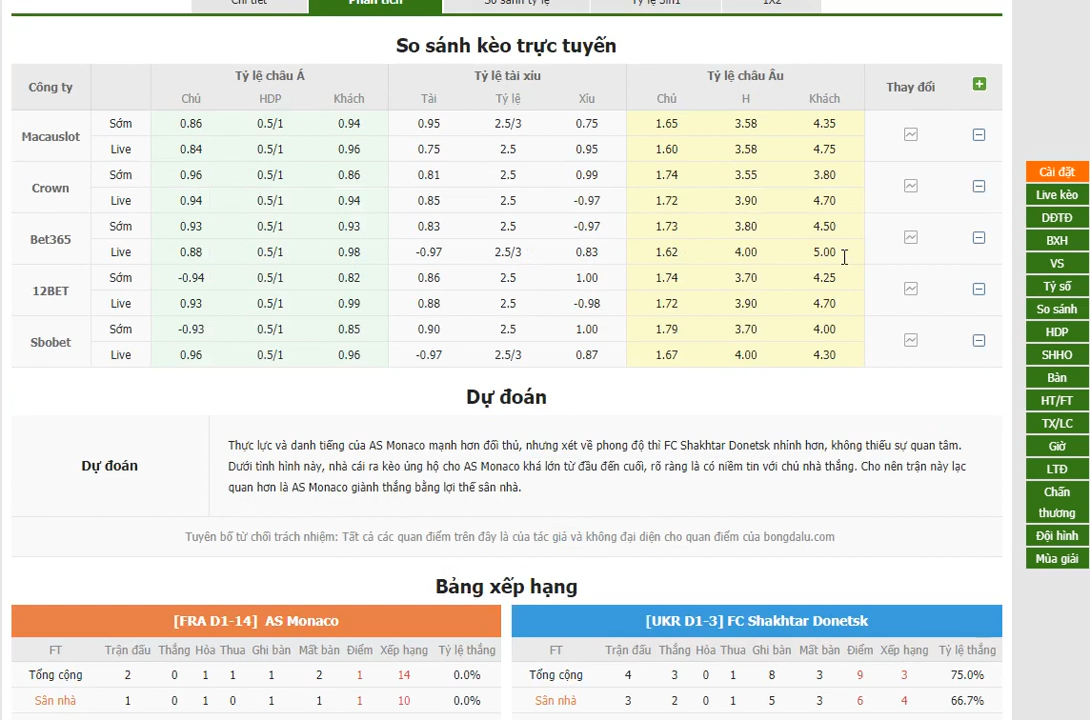 Chi tiết Phân tích So sánh tỷ lệ Tỷ lệ 3in1 1X2
So sánh kèo trực tuyến
Công ty Tỷ lệ châu Á Tỷ lệ tài xỉu Tỷ lệ châu Âu Thay đổi
Chủ HDP Khách Tài Tỷ lệ Xỉu Chủ H Khách
Macauslot Sớm 0.86 0.5/1 0.94 0.95 2.5/3 0.75 1.65 3.58 4.35
Live 0.84 0.5/1 0.96 0.75 2.5 0.95 1.60 3.58 4.75
Crown Sớm 0.96 0.5/1 0.86 0.81 2.5 0.99 1.74 3.55 3.80
Live 0.94 0.5/1 0.94 0.85 2.5 -0.97 1.72 3.90 4.70
Bet365 Sớm 0.93 0.5/1 0.93 0.83 2.5 -0.97 1.73 3.80 4.50
Live 0.88 0.5/1 0.98 -0.97 2.5/3 0.83 1.62 4.00 5.00
12BET Sớm -0.94 0.5/1 0.82 0.86 2.5 1.00 1.74 3.70 4.25
Live 0.93 0.5/1 0.99 0.88 2.5 -0.98 1.72 3.90 4.70
Sbobet Sớm -0.93 0.5/1 0.85 0.90 2.5 1.00 1.79 3.70 4.00
Live 0.96 0.5/1 0.96 -0.97 2.5/3 0.87 1.67 4.00 4.30
Dự đoán
Dự đoán
Thực lực và danh tiếng của AS Monaco mạnh hơn đối thủ, nhưng xét về phong độ thì FC Shakhtar Donetsk nhỉnh hơn, không thiếu sự quan tâm.
Dưới tình hình này, nhà cái ra kèo ủng hộ cho AS Monaco khá lớn từ đầu đến cuối, rõ ràng là có niềm tin với chủ nhà thắng. Cho nên trận này lạc
quan hơn là AS Monaco giành thắng bằng lợi thế sân nhà.
Tuyên bố từ chối trách nhiệm: Tất cả các quan điểm trên đây là của tác giả và không đại diện cho quan điểm của bongdalu.com
Bảng xếp hạng
[FRA D1-14] AS Monaco
FT Trận đấu Thắng Hòa Thua Ghi bàn Mất bàn Điểm Xếp hạng Tỷ lệ thắng
Tổng cộng 2 0 1 1 1 2 1 14 0.0%
Sân nhà 1 0 1 0 1 1 1 10 0.0%
[UKR D1-3] FC Shakhtar Donetsk
FT Trận đấu Thắng Hòa Thua Ghi bàn Mất bàn Điểm Xếp hạng Tỷ lệ thắng
Tổng cộng 4 3 0 1 8 3 9 3 75.0%
Sân nhà 3 2 0 1 5 3 6 4 66.7%
Cài đặt
Live kèo
DĐTĐ
BXH
VS
Tỷ số
So sánh
HDP
SHHO
Bàn
HT/FT
TX/LC
Giờ
LTĐ
Chấn
thương
Đội hình
Mùa giải